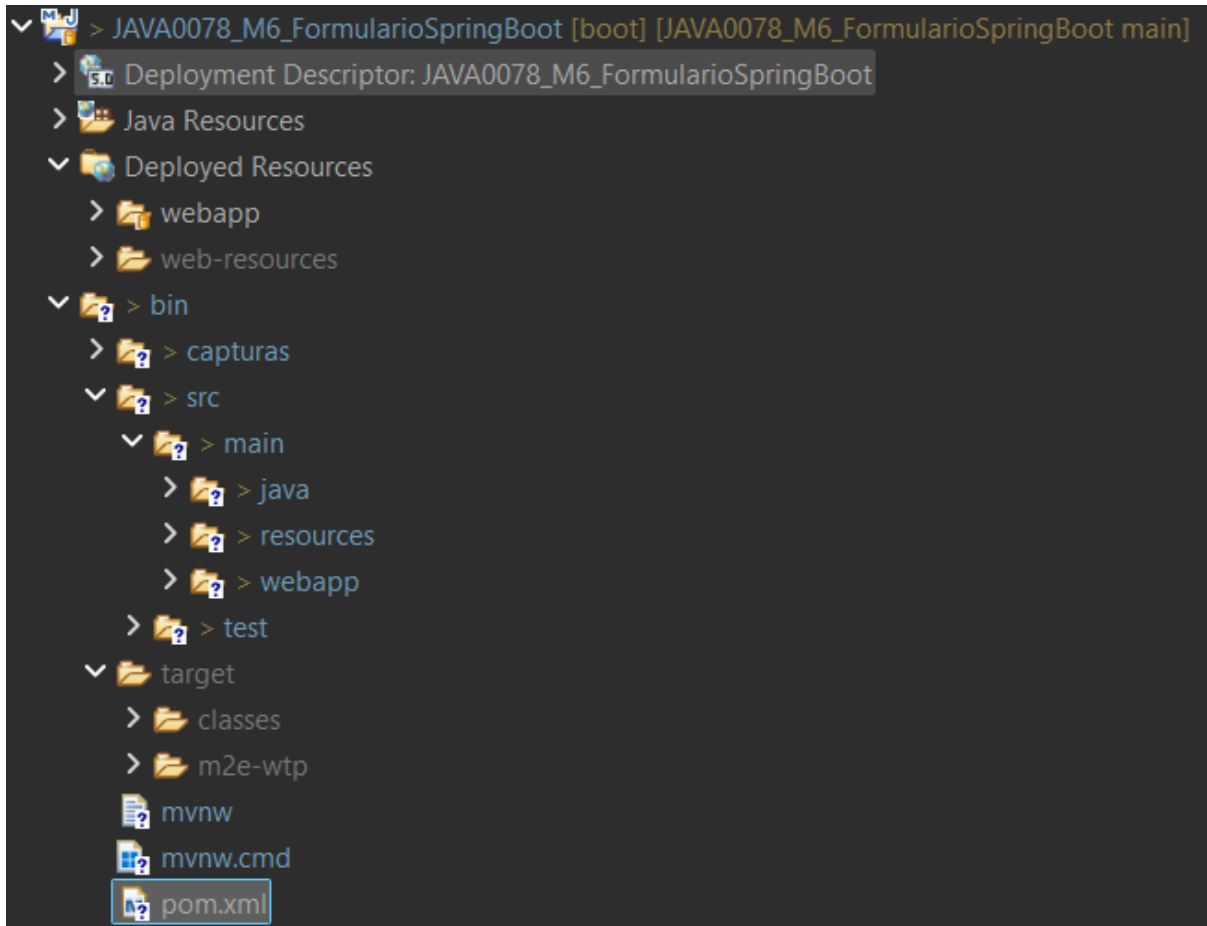 > JAVA0078_M6_FormularioSpringBoot [boot] [JAVA0078_M6_FormularioSpringBoot main]
Deployment Descriptor: JAVA0078_M6_FormularioSpringBoot
Java Resources
Deployed Resources
webapp
web-resources
> bin
> capturas
> src
> main
> java
> resources
> webapp
> test
target
classes
m2e-wtp
mvnw
mvnw.cmd
pom.xml